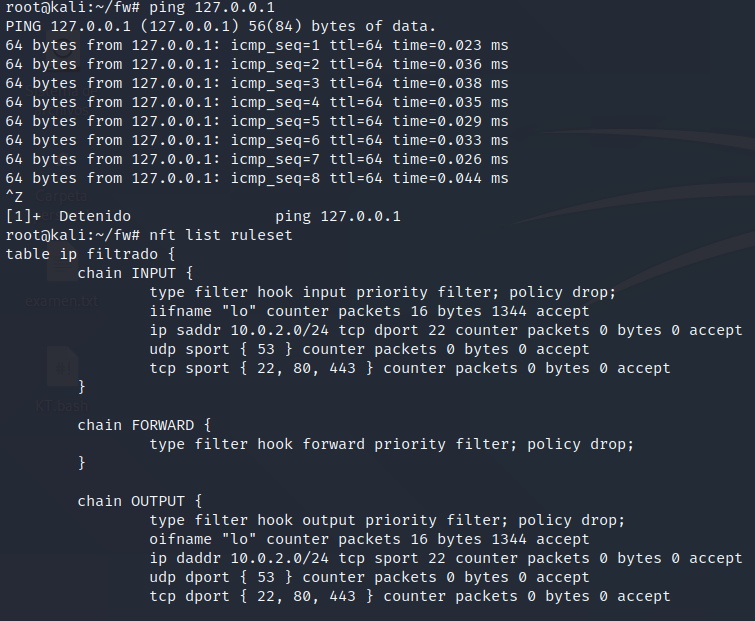 root@kali:~/fw# ping 127.0.0.1
PING 127.0.0.1 (127.0.0.1) 56(84) bytes of data.
64 bytes from 127.0.0.1: icmp_seq=1 ttl=64 time=0.023 ms
64 bytes from 127.0.0.1: icmp_seq=2 ttl=64 time=0.036 ms
64 bytes from 127.0.0.1: icmp_seq=3 ttl=64 time=0.038 ms
64 bytes from 127.0.0.1: icmp_seq=4 ttl=64 time=0.035 ms
64 bytes from 127.0.0.1: icmp_seq=5 ttl=64 time=0.029 ms
64 bytes from 127.0.0.1: icmp_seq=6 ttl=64 time=0.033 ms
64 bytes from 127.0.0.1: icmp_seq=7 ttl=64 time=0.026 ms
64 bytes from 127.0.0.1: icmp_seq=8 ttl=64 time=0.044 ms
^Z
[1]+  Detenido                ping 127.0.0.1
root@kali:~/fw# nft list ruleset
table ip filtrado {
        chain INPUT {
                type filter hook input priority filter; policy drop;
                iifname "lo" counter packets 16 bytes 1344 accept
                ip saddr 10.0.2.0/24 tcp dport 22 counter packets 0 bytes 0 accept
                udp sport { 53 } counter packets 0 bytes 0 accept
                tcp sport { 22, 80, 443 } counter packets 0 bytes 0 accept
        }

        chain FORWARD {
                type filter hook forward priority filter; policy drop;
        }

        chain OUTPUT {
                type filter hook output priority filter; policy drop;
                oifname "lo" counter packets 16 bytes 1344 accept
                ip daddr 10.0.2.0/24 tcp sport 22 counter packets 0 bytes 0 accept
                udp dport { 53 } counter packets 0 bytes 0 accept
                tcp dport { 22, 80, 443 } counter packets 0 bytes 0 accept
Carpeta
examen.txt